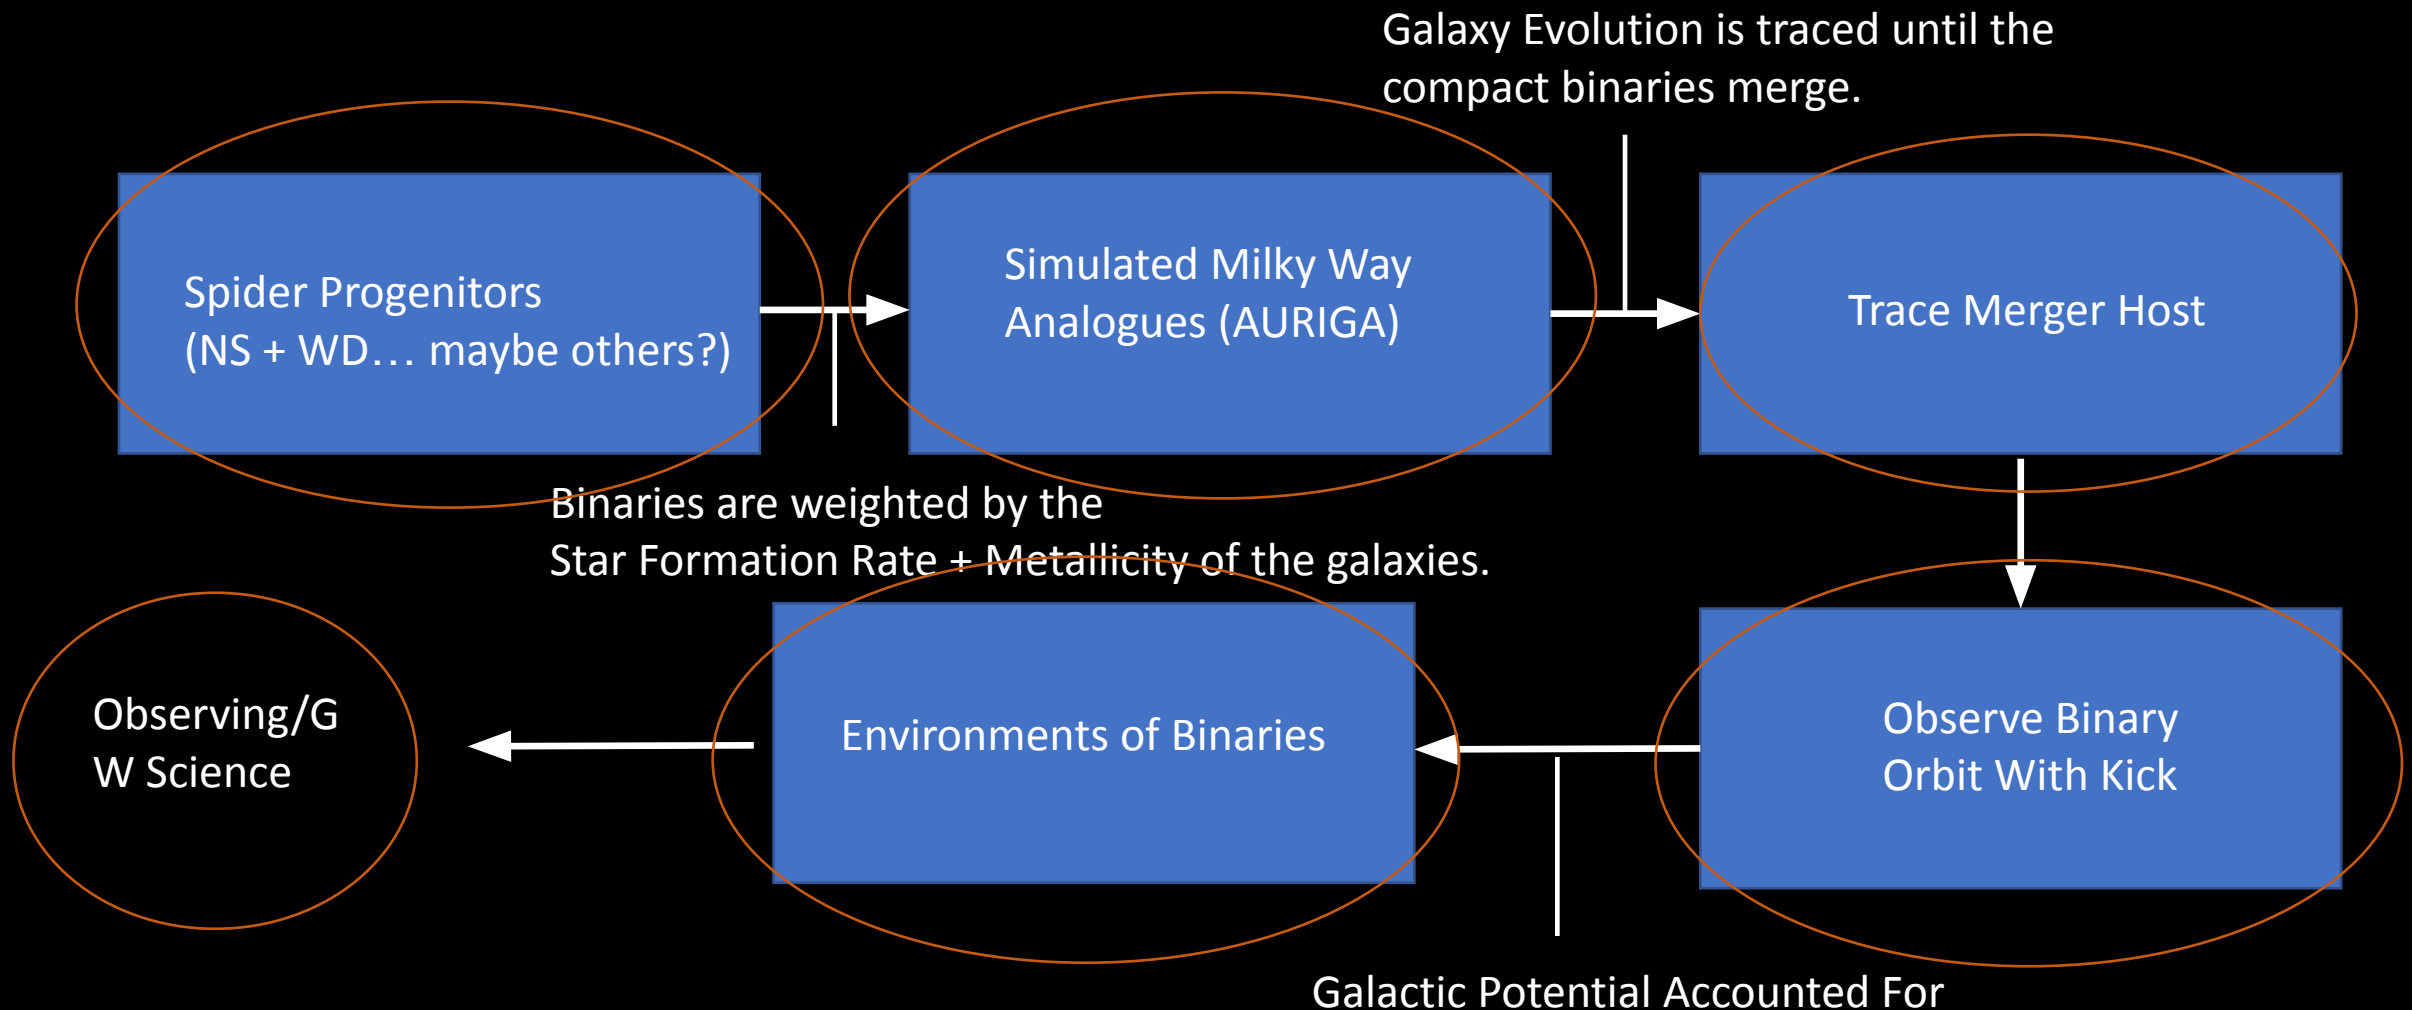 Galaxy Evolution is traced until the
compact binaries merge.
Spider Progenitors
(NS + WD… maybe others?)
Simulated Milky Way
Analogues (AURIGA)
Trace Merger Host
Binaries are weighted by the
Star Formation Rate + Metallicity of the galaxies.
Observing/G
W Science
Environments of Binaries
Observe Binary
Orbit With Kick
Galactic Potential Accounted For